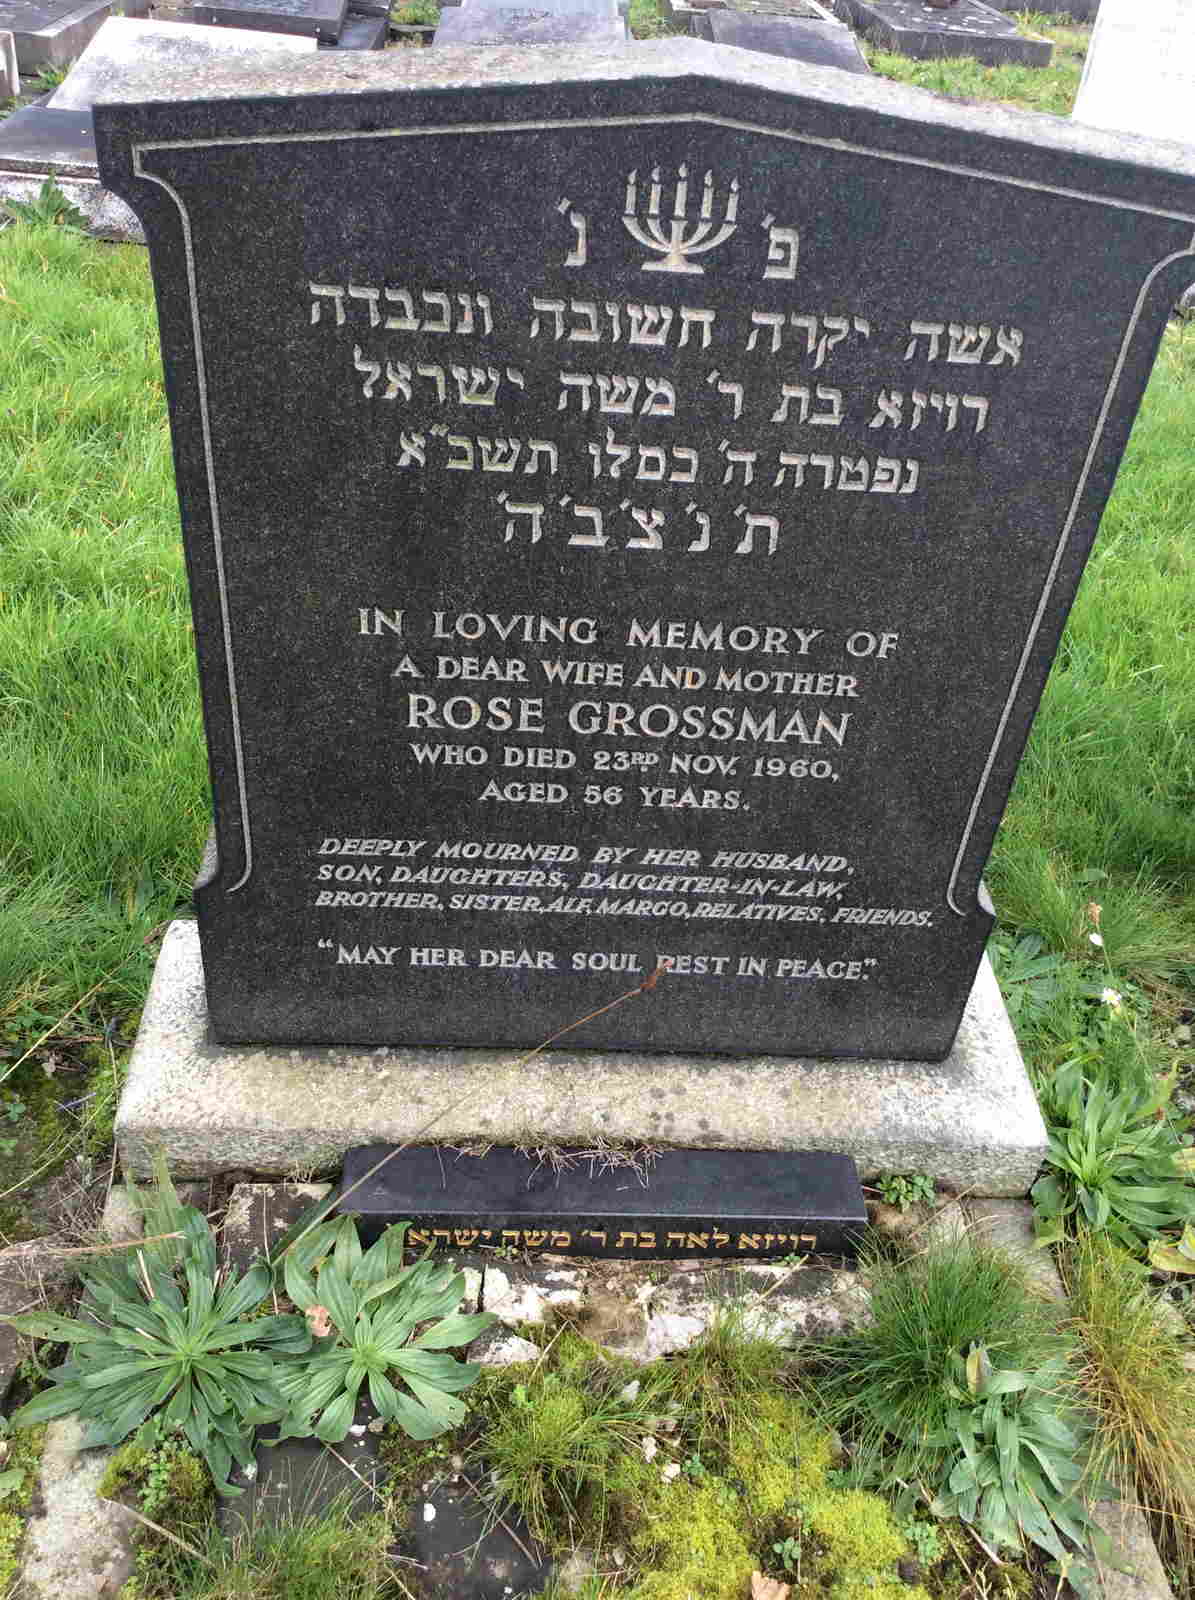 פ׳ נ׳
אשה יקרה חשובה ונכבדה
רויזא בת ר׳ משה ישראל
נפטרה ה׳ כסלו תשכ״א
ת׳ נ׳ צ׳ ב׳ ה׳
IN LOVING MEMORY OF
A DEAR WIFE AND MOTHER
ROSE GROSSMAN
WHO DIED 23RD NOV. 1960,
AGED 56 YEARS.
DEEPLY MOURNED BY HER HUSBAND,
SON, DAUGHTERS, DAUGHTER-IN-LAW,
BROTHER, SISTER, ALF, MARGO, RELATIVES, FRIENDS.
"MAY HER DEAR SOUL REST IN PEACE."
רויזא לאה בת ר׳ משה ישרא